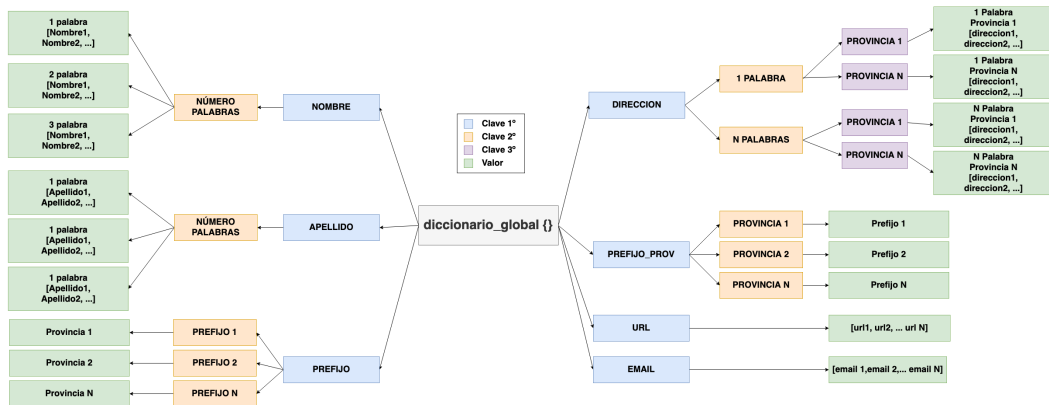 1 palabra
[Nombre1,
Nombre2, ...]
2 palabra
[Nombre1,
Nombre2, ...]
3 palabra
[Nombre1,
Nombre2, ...]
NÚMERO
PALABRAS
NOMBRE
1 palabra
[Apellido1,
Apellido2, ...]
1 palabra
[Apellido1,
Apellido2, ...]
1 palabra
[Apellido1,
Apellido2, ...]
NÚMERO
PALABRAS
APELLIDO
Provincia 1
Provincia 2
Provincia N
PREFIJO 1
PREFIJO 2
PREFIJO N
PREFIJO
diccionario_global {}
Clave 1º
Clave 2º
Clave 3º
Valor
DIRECCION
1 PALABRA
N PALABRAS
PROVINCIA 1
PROVINCIA N
PROVINCIA 1
PROVINCIA N
1 Palabra
Provincia 1
[direccion1,
direccion2, ...]
1 Palabra
Provincia N
[direccion1,
direccion2, ...]
N Palabra
Provincia 1
[direccion1,
direccion2, ...]
N Palabra
Provincia N
[direccion1,
direccion2, ...]
PREFIJO_PROV
PROVINCIA 1
PROVINCIA 2
PROVINCIA N
Prefijo 1
Prefijo 2
Prefijo N
URL
[url1, url2, ... url N]
EMAIL
[email 1,email 2,... email N]